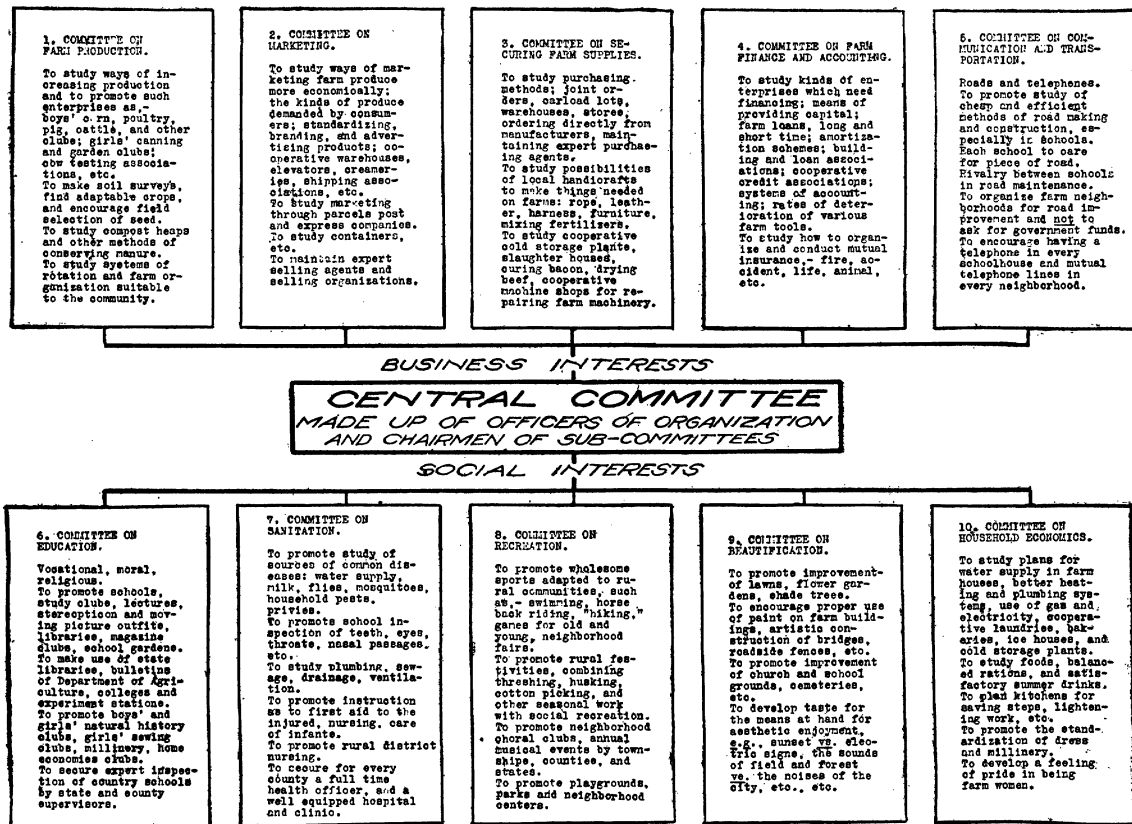 1. COMMITTEE ON
FARM PRODUCTION.
To study ways of in-
creasing production
and to promote such
enterprises as,-
boys' corn, poultry,
pig, cattle, and other
clubs; girls' canning
and garden clubs;
cow testing associa-
tions, etc.
To make soil surveys,
find adaptable crops,
and encourage field
selection of seed.
To study compost heaps
and other methods of
conserving manure.
To study systems of
rotation and farm or-
ganization suitable
to the community.
2. COMMITTEE ON
MARKETING.
To study ways of mar-
keting farm produce
more economically;
the kinds of produce
demanded by consum-
ers; standardizing,
branding, and adver-
tizing products; co-
operative warehouses,
elevators, creamer-
ies, shipping asso-
ciations, etc.
To study marketing
through parcels post
and express companies.
To study containers,
etc.
To maintain expert
selling agents and
selling organizations.
3. COMMITTEE ON SE-
CURING FARM SUPPLIES.
To study purchasing
methods; joint or-
ders, carload lots,
warehouses, stores,
ordering directly from
manufacturers, main-
taining expert purchas-
ing agents.
To study possibilities
of local handicrafts
to make things needed
on farms: rope, leath-
er, harness, furniture,
mixing fertilizers.
To study cooperative
cold storage plants,
slaughter houses,
curing bacon, drying
beef, cooperative
machine shops for re-
pairing farm machinery.
4. COMMITTEE ON FARM
FINANCE AND ACCOUNTING.
To study kinds of en-
terprises which need
financing; means of
providing capital;
farm loans, long and
short time; amortiza-
tion schemes; build-
ing and loan associ-
ations; cooperative
credit associations;
systems of account-
ing; rates of deter-
ioration of various
farm tools.
To study how to organ-
ize and conduct mutual
insurance,- fire, ac-
cident, life, animal,
etc.
5. COMMITTEE ON COM-
MUNICATION AND TRANS-
PORTATION.
Roads and telephones.
To promote study of
cheap and efficient
methods of road making
and construction, es-
pecially in schools.
Each school to care
for piece of road.
Rivalry between schools
in road maintenance.
To organize farm neigh-
borhoods for road im-
provement and not to
ask for government funds.
To encourage having a
telephone in every
schoolhouse and mutual
telephone lines in
every neighborhood.
BUSINESS INTERESTS
CENTRAL COMMITTEE
MADE UP OF OFFICERS OF ORGANIZATION
AND CHAIRMEN OF SUB-COMMITTEES
SOCIAL INTERESTS
6. COMMITTEE ON
EDUCATION.
Vocational, moral,
religious.
To promote schools,
study clubs, lectures,
stereopticon and mov-
ing picture outfits,
libraries, magazine
clubs, school gardens.
To make use of state
libraries, bulletins
of Department of Agri-
culture, colleges and
experiment stations.
To promote boys' and
girls' natural history
clubs, girls' sewing
clubs, millinery, home
economics clubs.
To secure expert inspec-
tion of country schools
by state and county
supervisors.
7. COMMITTEE ON
SANITATION.
To promote study of
sources of common dis-
eases: water supply,
milk, flies, mosquitoes,
household pests,
privies.
To promote school in-
spection of teeth, eyes,
throats, nasal passages,
etc.
To study plumbing, sew-
age, drainage, ventila-
tion.
To promote instruction
as to first aid to the
injured, nursing, care
of infants.
To promote rural district
nursing.
To secure for every
county a full time
health officer, and a
well equipped hospital
and clinic.
8. COMMITTEE ON
RECREATION.
To promote wholesome
sports adapted to ru-
ral communities, such
as,- swimming, horse
back riding, "hiking,"
games for old and
young, neighborhood
fairs.
To promote rural fes-
tivities, combining
threshing, husking,
cotton picking, and
other seasonal work
with social recreation.
To promote neighborhood
choral clubs, annual
musical events by town-
ships, counties, and
states.
To promote playgrounds,
parks and neighborhood
centers.
9. COMMITTEE ON
BEAUTIFICATION.
To promote improvement
of lawns, flower gar-
dens, shade trees.
To encourage proper use
of paint on farm build-
ings, artistic con-
struction of bridges,
roadside fences, etc.
To promote improvement
of church and school
grounds, cemeteries,
etc.
To develop taste for
the means at hand for
aesthetic enjoyment,
e.g., sunset vs. elec-
tric signs, the sounds
of field and forest
vs. the noises of the
city, etc., etc.
10. COMMITTEE ON
HOUSEHOLD ECONOMICS.
To study plans for
water supply in farm
houses, better heat-
ing and plumbing sys-
tems, use of gas and
electricity, coopera-
tive laundries, bak-
eries, ice houses, and
cold storage plants.
To study foods, balanc-
ed rations, and satis-
factory summer drinks.
To plan kitchens for
saving steps, lighten-
ing work, etc.
To promote the stand-
ardization of dress
and millinery.
To develop a feeling
of pride in being
farm women.